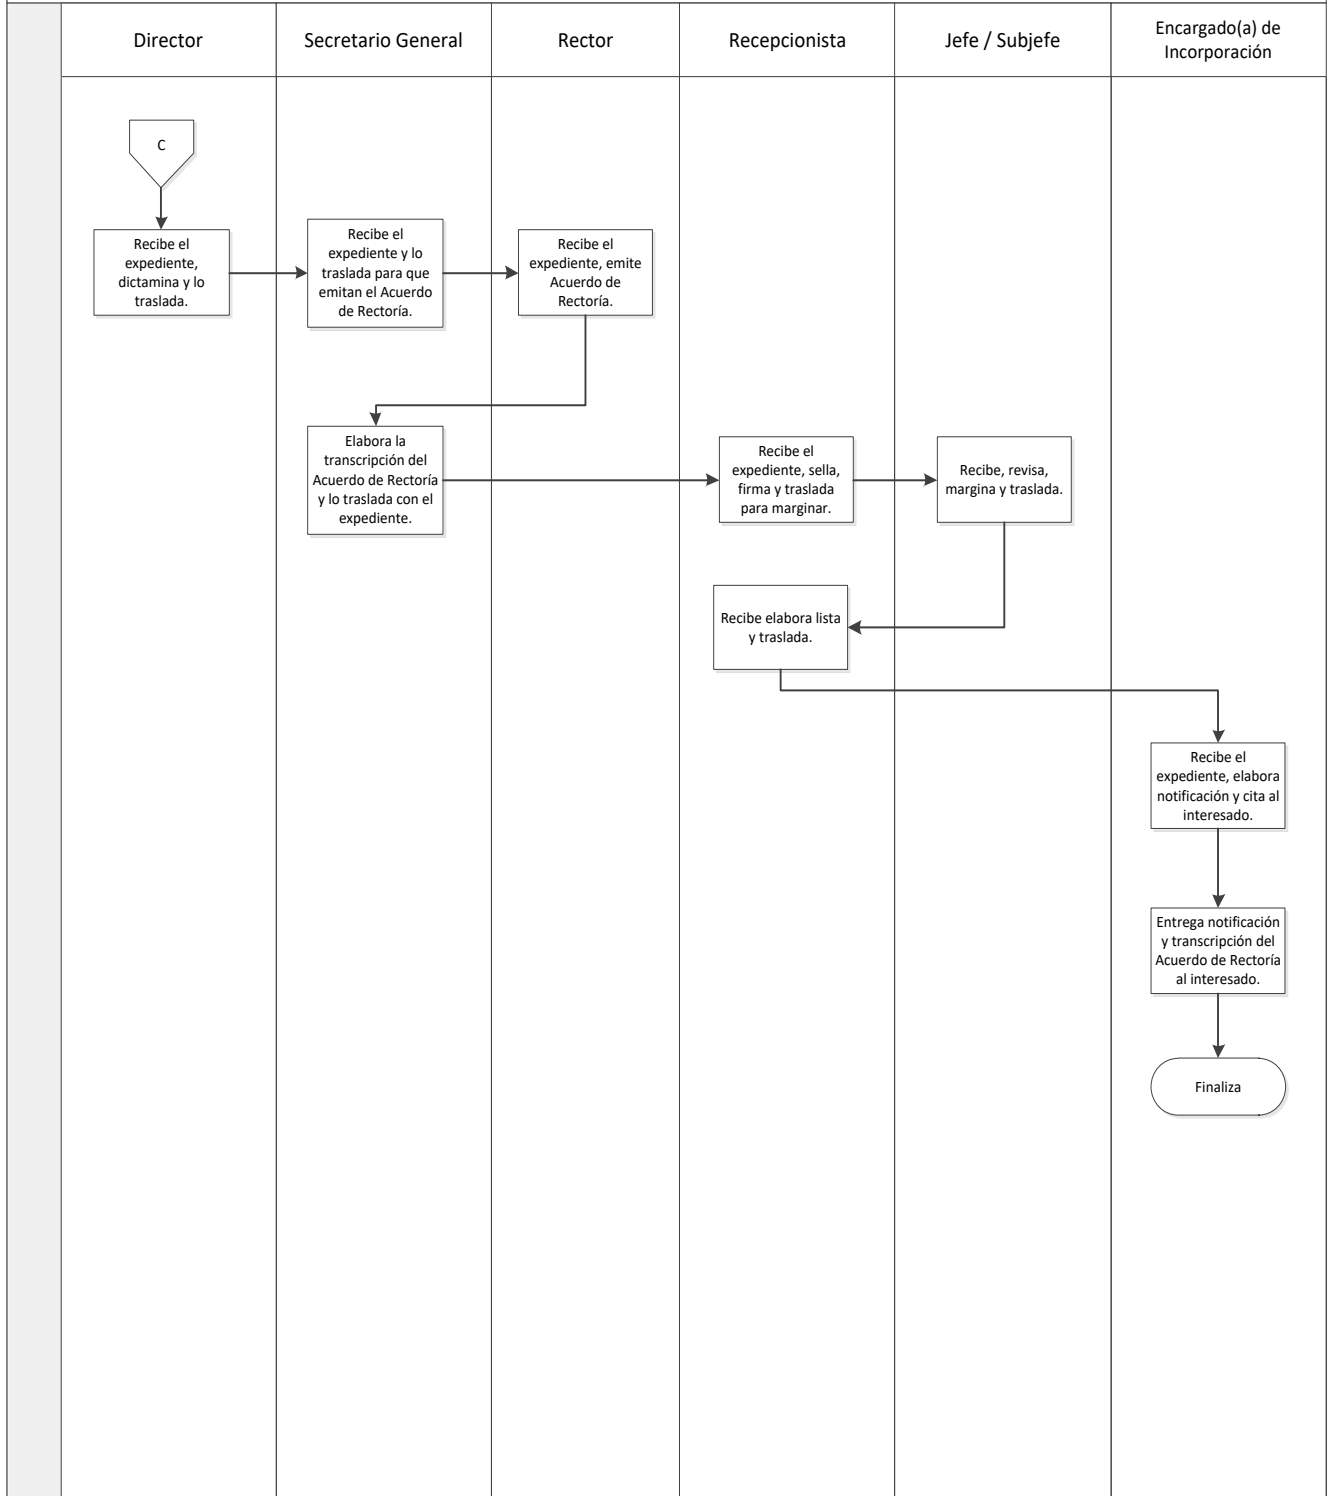 Director
Secretario General
Rector
Recepcionista
Jefe / Subjefe
Encargado(a) de
Incorporación
C
Recibe el
expediente,
dictamina y lo
traslada.
Recibe el
expediente y lo
traslada para que
emitan el Acuerdo
de Rectoría.
Recibe el
expediente, emite
Acuerdo de
Rectoría.
Elabora la
transcripción del
Acuerdo de Rectoría
y lo traslada con el
expediente.
Recibe el
expediente, sella,
firma y traslada
para marginar.
Recibe, revisa,
margina y traslada.
Recibe elabora lista
y traslada.
Recibe el
expediente, elabora
notificación y cita al
interesado.
Entrega notificación
y transcripción del
Acuerdo de Rectoría
al interesado.
Finaliza